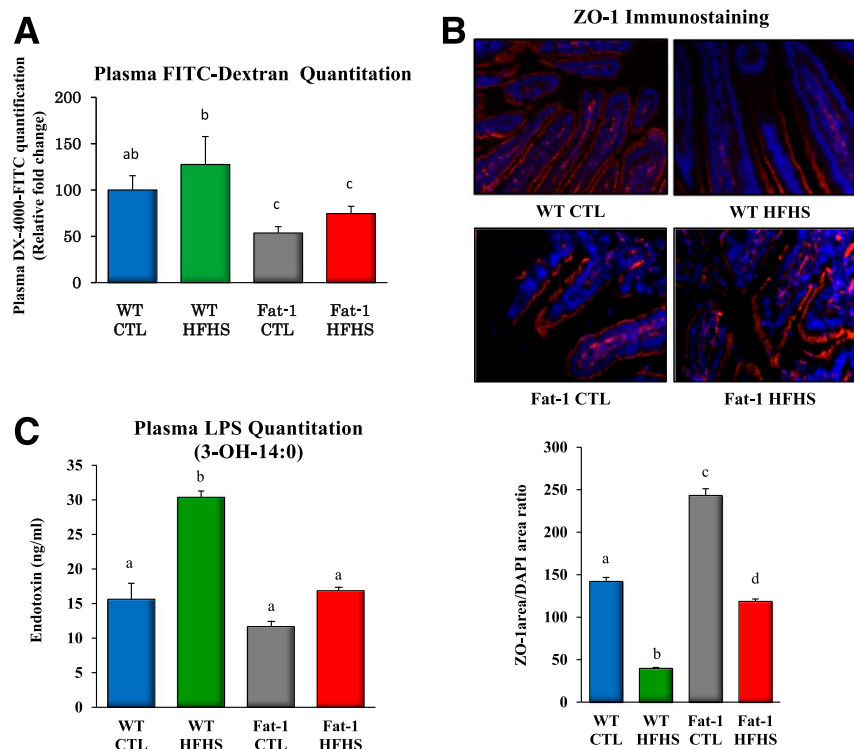 A
Plasma FITC-Dextran Quantitation
Plasma DX-4000-FITC quantification
(Relative fold change)
200
150
100
50
0
ab
b
c
c
WT
CTL
WT
HFHS
Fat-1
CTL
Fat-1
HFHS
B
ZO-1 Immunostaining
WT CTL
WT HFHS
Fat-1 CTL
Fat-1 HFHS
ZO-1area/DAPI area ratio
300
250
200
150
100
50
0
a
b
c
d
WT
CTL
WT
HFHS
Fat-1
CTL
Fat-1
HFHS
C
Plasma LPS Quantitation
(3-OH-14:0)
Endotoxin (ng/ml)
35
30
25
20
15
10
5
0
a
b
a
a
WT
CTL
WT
HFHS
Fat-1
CTL
Fat-1
HFHS